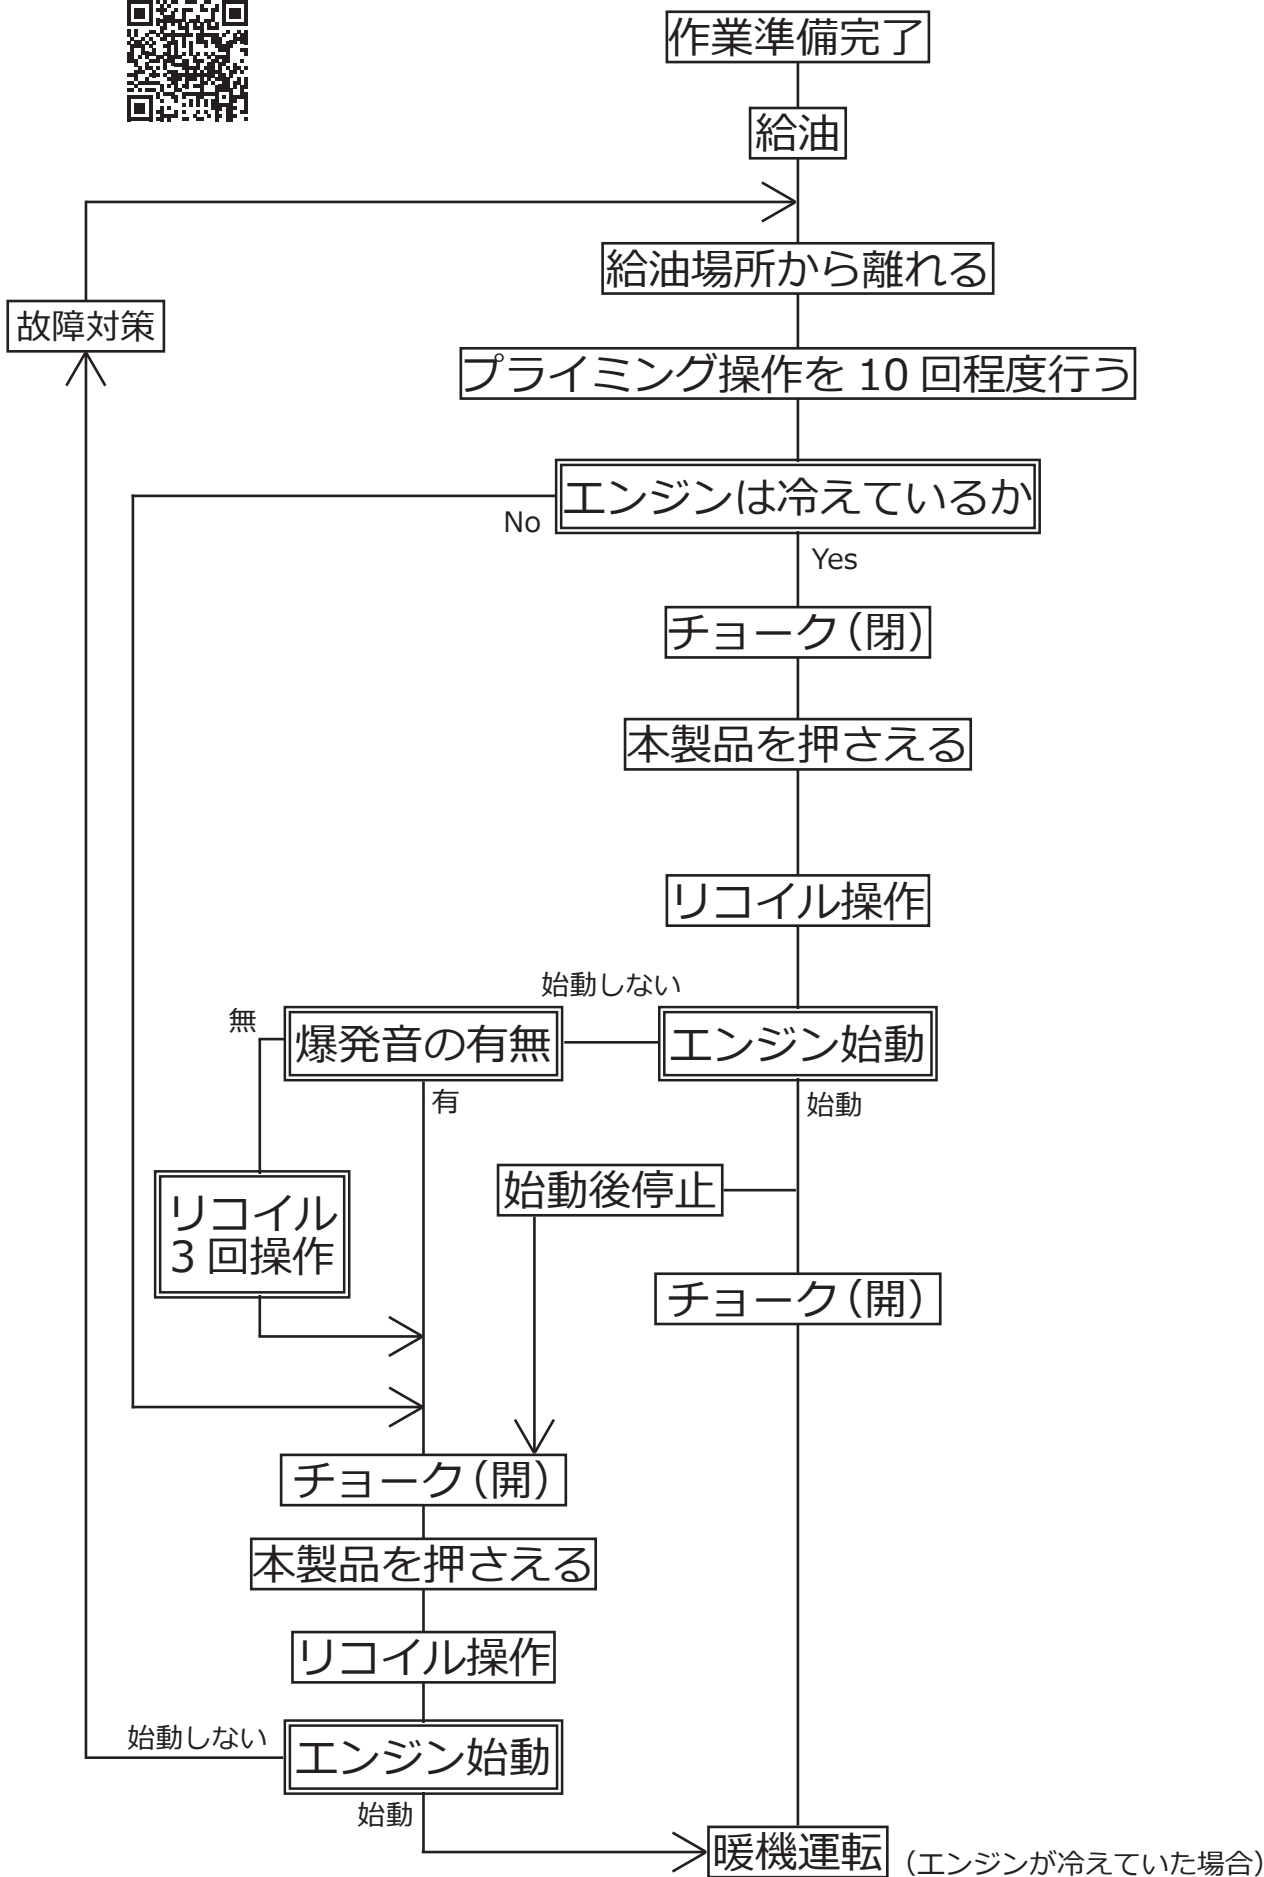 作業準備完了
給油
給油場所から離れる
故障対策
プライミング操作を 10 回程度行う
エンジンは冷えているか
No
Yes
チョーク（閉）
本製品を押さえる
リコイル操作
始動しない
無
爆発音の有無
エンジン始動
有
始動
始動後停止
リコイル
3 回操作
チョーク（開）
チョーク（開）
本製品を押さえる
リコイル操作
始動しない
エンジン始動
始動
暖機運転
（エンジンが冷えていた場合）